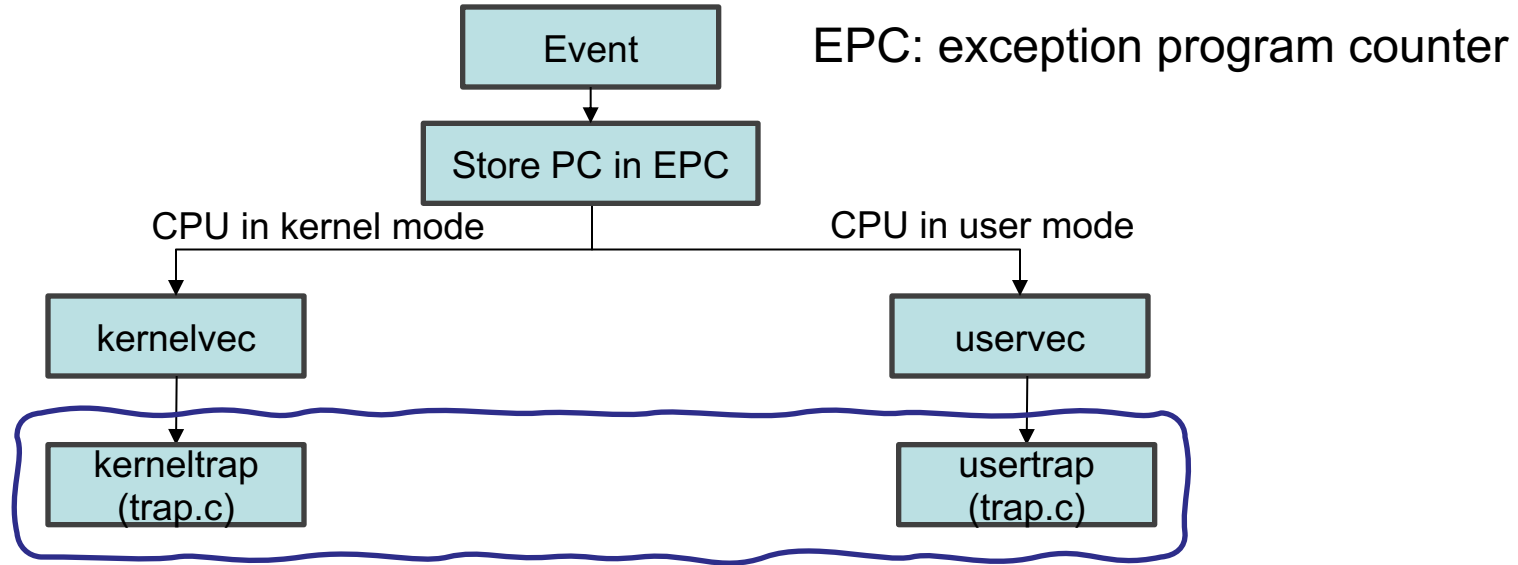 Event
EPC: exception program counter
Store PC in EPC
CPU in kernel mode
CPU in user mode
kernelvec
uservec
kerneltrap
(trap.c)
usertrap
(trap.c)